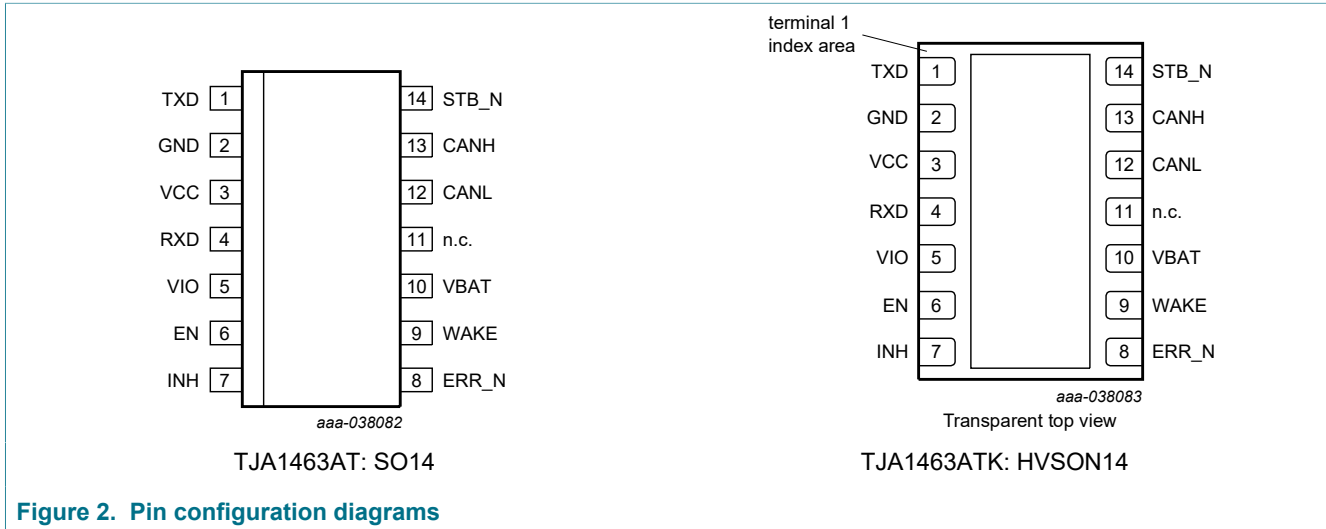 TXD 1 14 STB_N
GND 2 13 CANH
VCC 3 12 CANL
RXD 4 11 n.c.
VIO 5 10 VBAT
EN 6 9 WAKE
INH 7 8 ERR_N
aaa-038082
TJA1463AT: SO14
terminal 1
index area
TXD 1 14 STB_N
GND 2 13 CANH
VCC 3 12 CANL
RXD 4 11 n.c.
VIO 5 10 VBAT
EN 6 9 WAKE
INH 7 8 ERR_N
aaa-038083
Transparent top view
TJA1463ATK: HVSON14
Figure 2. Pin configuration diagrams